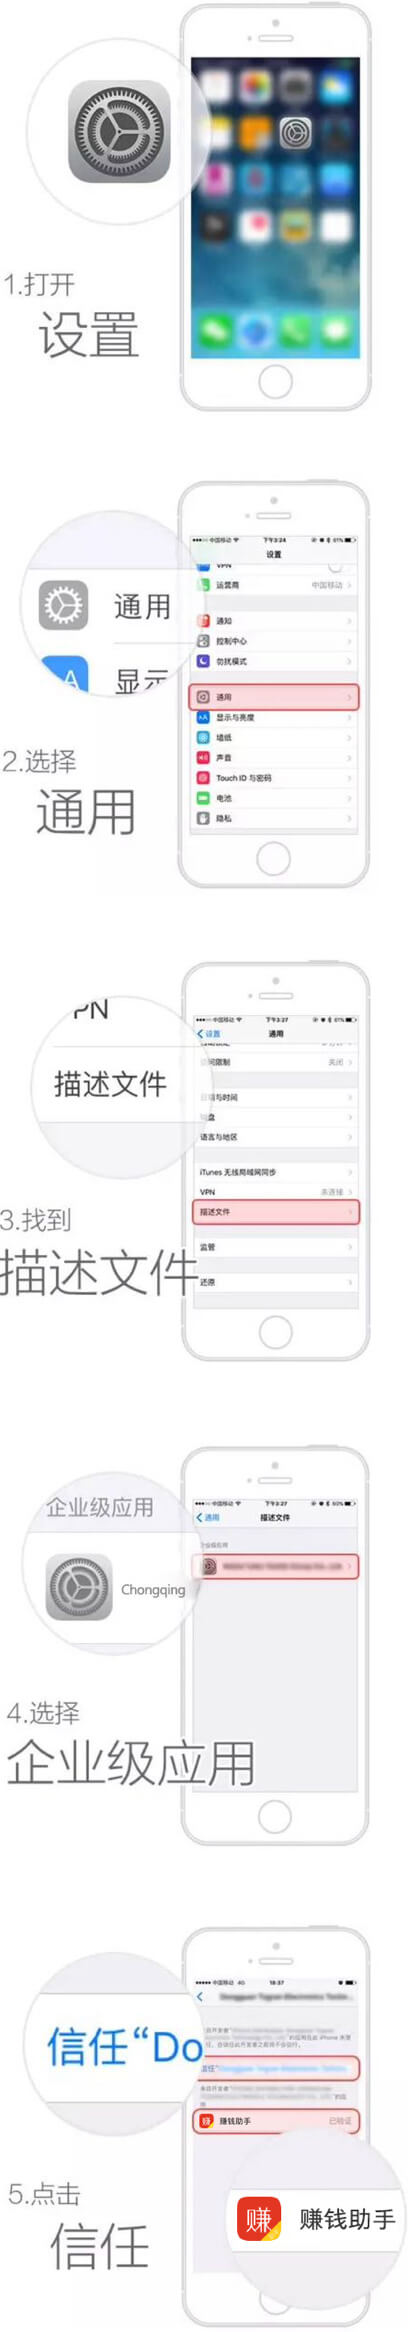 1.打开
设置
中国移动
下午3:24
61%
设置
VPN
运营商
中国移动
通知
控制中心
勿扰模式
通用
显示与亮度
墙纸
声音
Touch ID 与密码
电池
隐私
通用
显示
2.选择
通用
中国移动
下午3:27
61%
设置
通用
访问限制
关闭
日期与时间
键盘
语言与地区
iTunes 无线局域网同步
VPN
未连接
描述文件
监管
还原
PN
描述文件
3.找到
描述文件
中国移动
下午3:27
60%
通用
描述文件
企业级应用
企业级应用
Chongqing
4.选择
企业级应用
中国移动
4G
18:37
信任“Do
信任“
赚钱助手
已验证
5.点击
信任
赚
赚钱助手